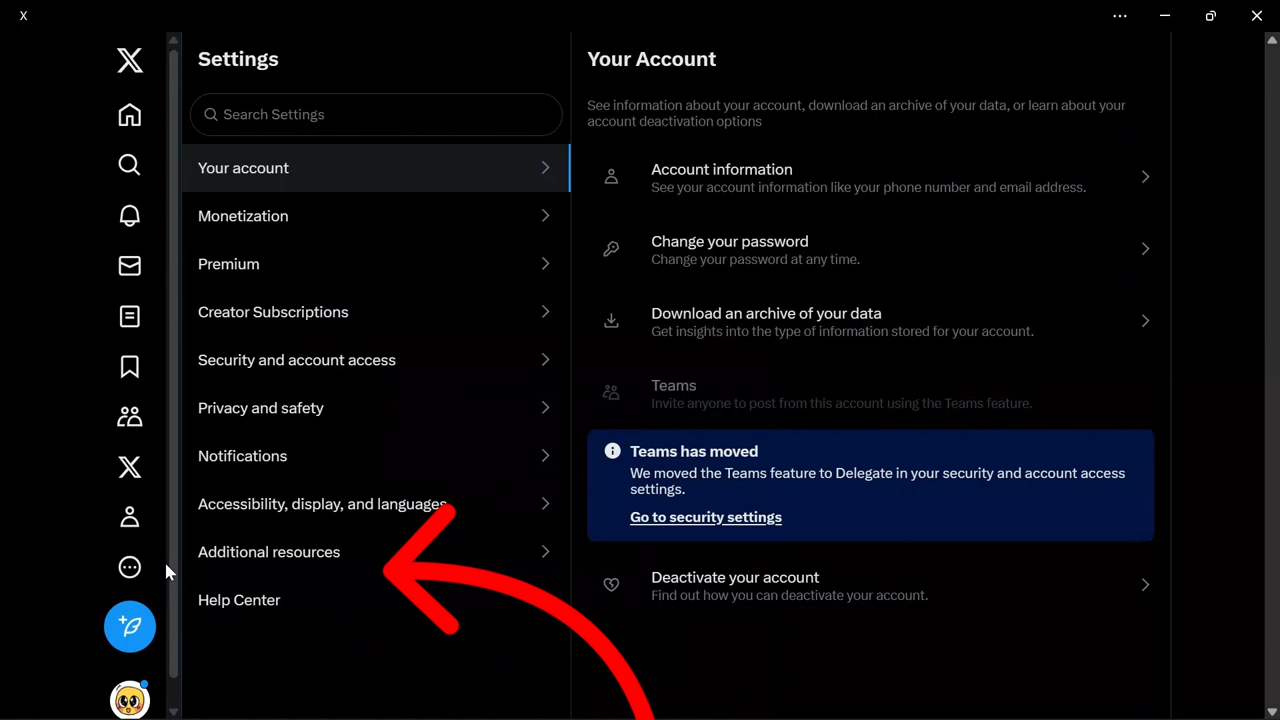 X
Settings
Search Settings
Your account
Monetization
Premium
Creator Subscriptions
Security and account access
Privacy and safety
Notifications
Accessibility, display, and languages
Additional resources
Help Center
Your Account
See information about your account, download an archive of your data, or learn about your
account deactivation options
Account information
See your account information like your phone number and email address.
Change your password
Change your password at any time.
Download an archive of your data
Get insights into the type of information stored for your account.
Teams
Invite anyone to post from this account using the Teams feature.
Teams has moved
We moved the Teams feature to Delegate in your security and account access
settings.
Go to security settings
Deactivate your account
Find out how you can deactivate your account.